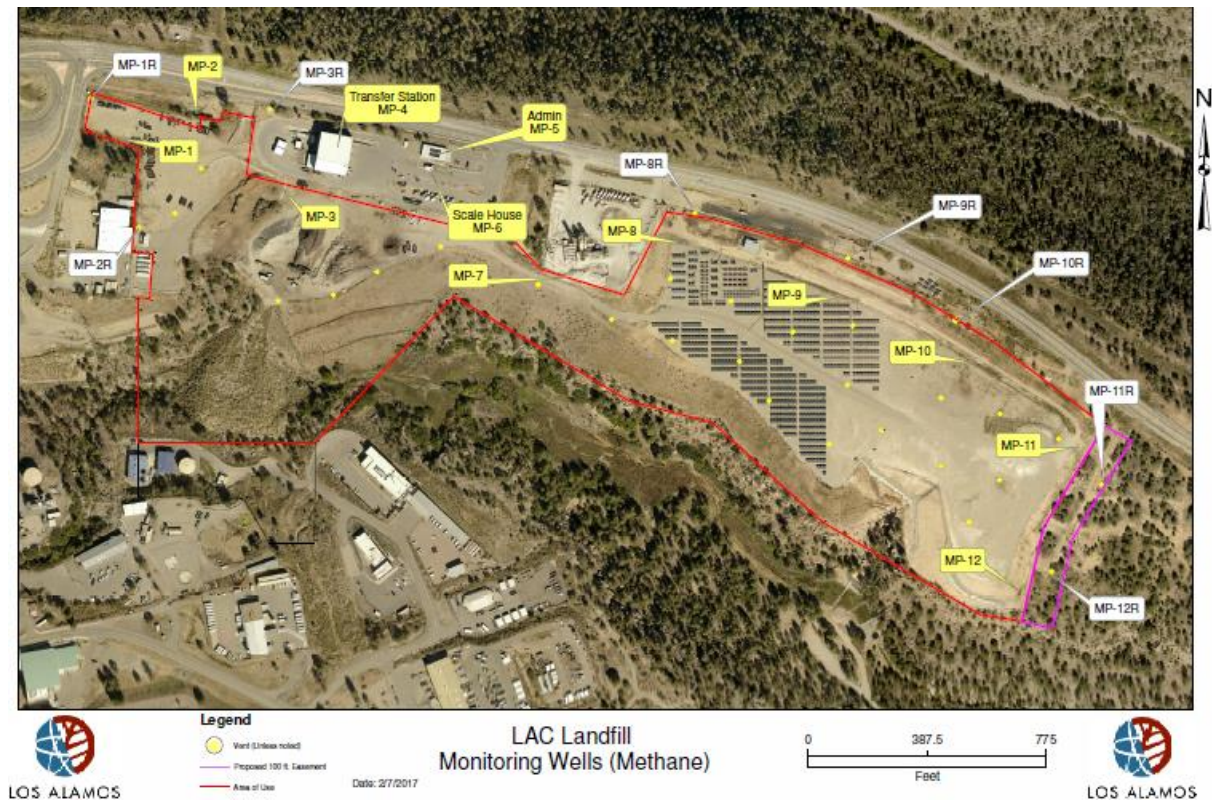 MP-1R
MP-2
MP-3R
Transfer Station
MP-4
Admin
MP-5
N
MP-1
MP-8R
MP-9R
MP-3
Scale House
MP-6
MP-8
MP-2R
MP-7
MP-9
MP-10R
MP-10
MP-11R
MP-11
MP-12
MP-12R
Legend
Vent (Unless noted)
Proposed 100 ft. Easement
Area of Use
Date: 2/7/2017
LAC Landfill
Monitoring Wells (Methane)
0 387.5 775
Feet
LOS ALAMOS
LOS ALAMOS